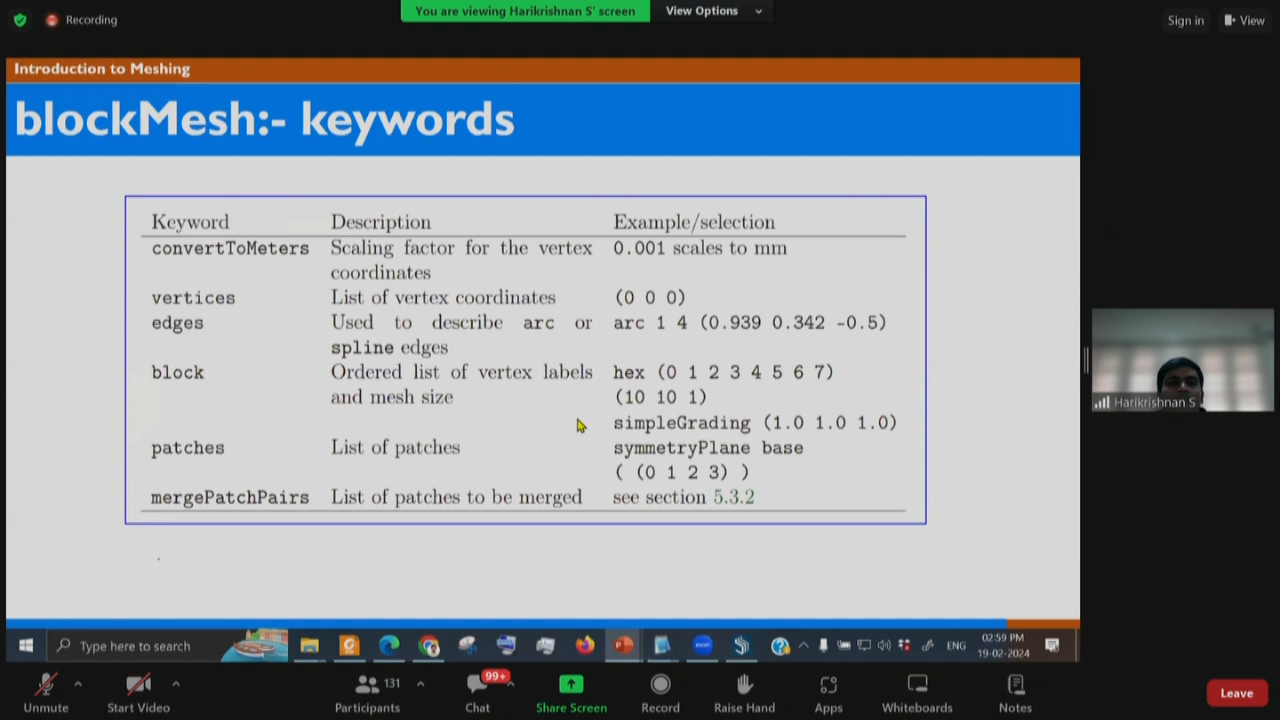 Recording
You are viewing Harikrishnan S' screen
View Options
Sign in
View
Introduction to Meshing
blockMesh:- keywords
Keyword Description Example/selection
convertToMeters Scaling factor for the vertex 0.001 scales to mm
coordinates
vertices List of vertex coordinates (0 0 0)
edges Used to describe arc or arc 1 4 (0.939 0.342 -0.5)
spline edges
block Ordered list of vertex labels hex (0 1 2 3 4 5 6 7)
and mesh size (10 10 1)
simpleGrading (1.0 1.0 1.0)
patches List of patches symmetryPlane base
( (0 1 2 3) )
mergePatchPairs List of patches to be merged see section 5.3.2
Harikrishnan S
Type here to search
ENG
02:59 PM
19-02-2024
Unmute
Start Video
131
Participants
99+
Chat
Share Screen
Record
Raise Hand
Apps
Whiteboards
Notes
Leave